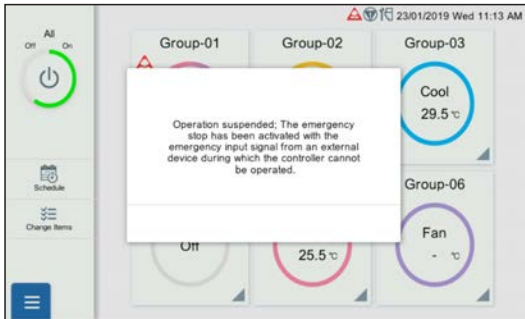 23/01/2019 Wed 11:13 AM
All
Off On
Schedule
Change Items
Group-01
Group-02
Group-03
Cool
29.5 °C
Operation suspended; The emergency
stop has been activated with the
emergency input signal from an external
device during which the controller cannot
be operated.
Group-06
Off
25.5 °C
Fan
- °C